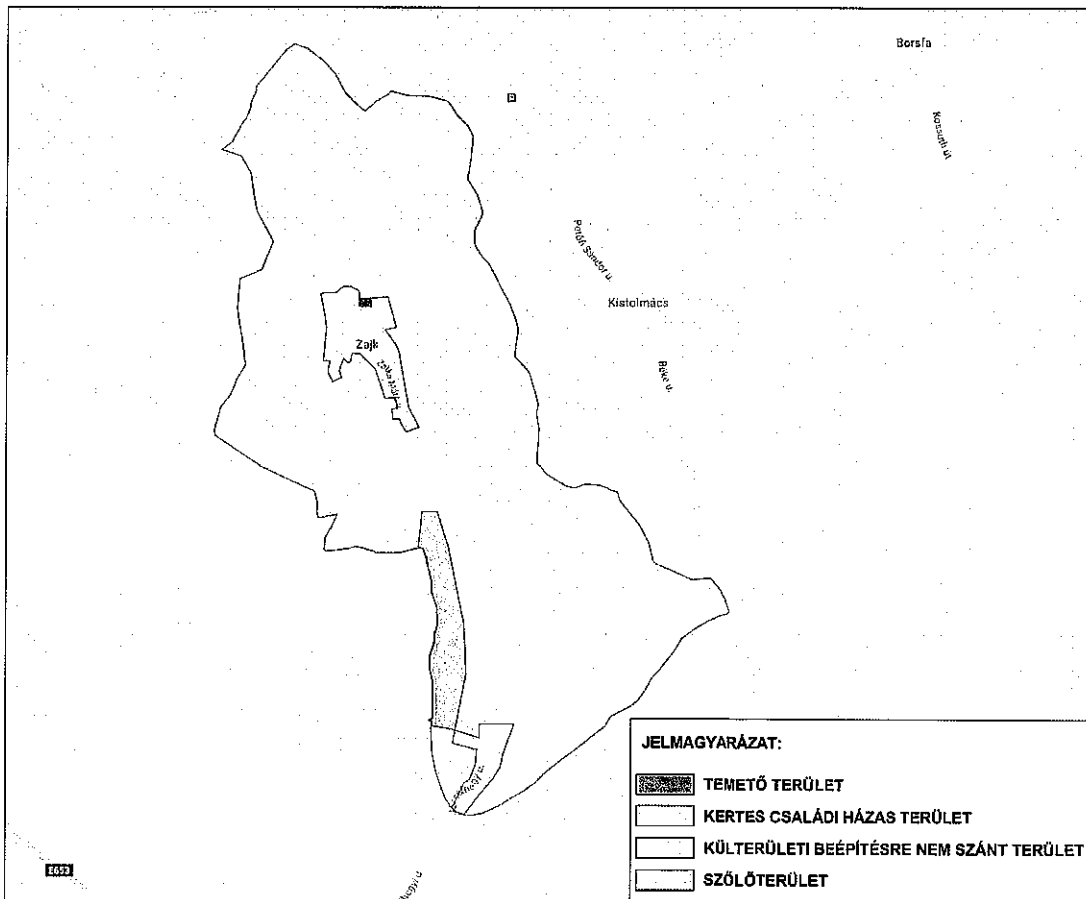 Borsfa
Kossuth út
Petőfi Sándor u.
Kistolmács
Zajk
Béke u.
JELMAGYARÁZAT:
TEMETŐ TERÜLET
KERTES CSALÁDI HÁZAS TERÜLET
KÜLTERÜLETI BEÉPÍTÉSRE NEM SZÁNT TERÜLET
SZŐLŐTERÜLET
E653